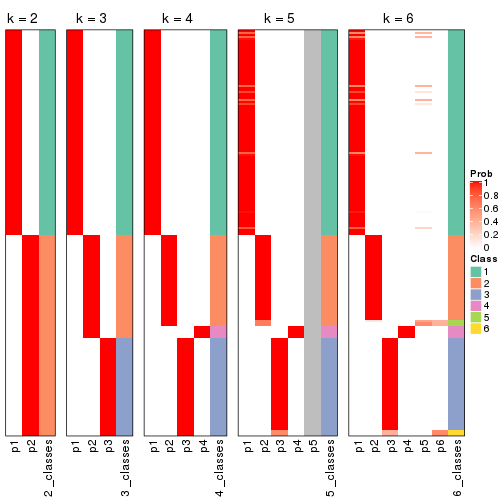 k = 2
k = 3
k = 4
k = 5
k = 6
Prob
1
0.8
0.6
0.4
0.2
0
Class
1
2
3
4
5
6
p1
p2
2_classes
p1
p2
p3
3_classes
p1
p2
p3
p4
4_classes
p1
p2
p3
p4
p5
5_classes
p1
p2
p3
p4
p5
p6
6_classes